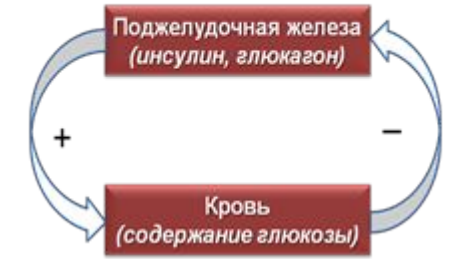 Поджелудочная железа
(инсулин, глюкагон)
+
–
Кровь
(содержание глюкозы)